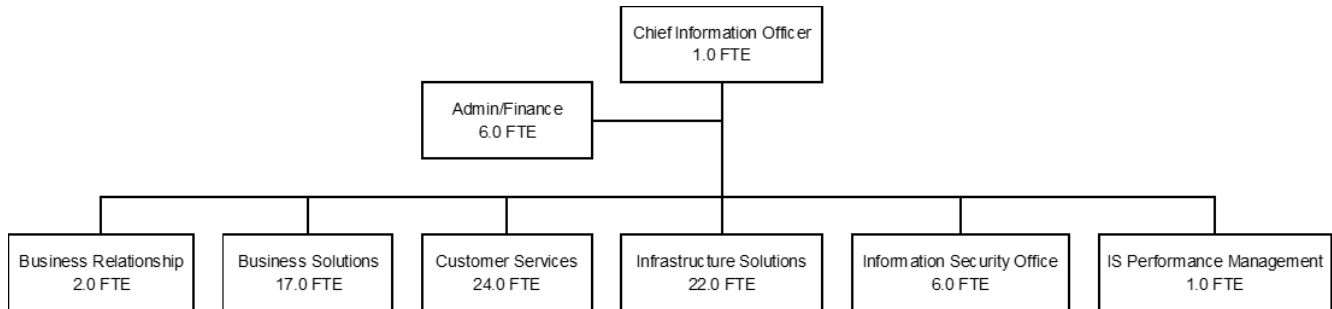 Chief Information Officer
1.0 FTE
Admin/Finance
6.0 FTE
Business Relationship
2.0 FTE
Business Solutions
17.0 FTE
Customer Services
24.0 FTE
Infrastructure Solutions
22.0 FTE
Information Security Office
6.0 FTE
IS Performance Management
1.0 FTE